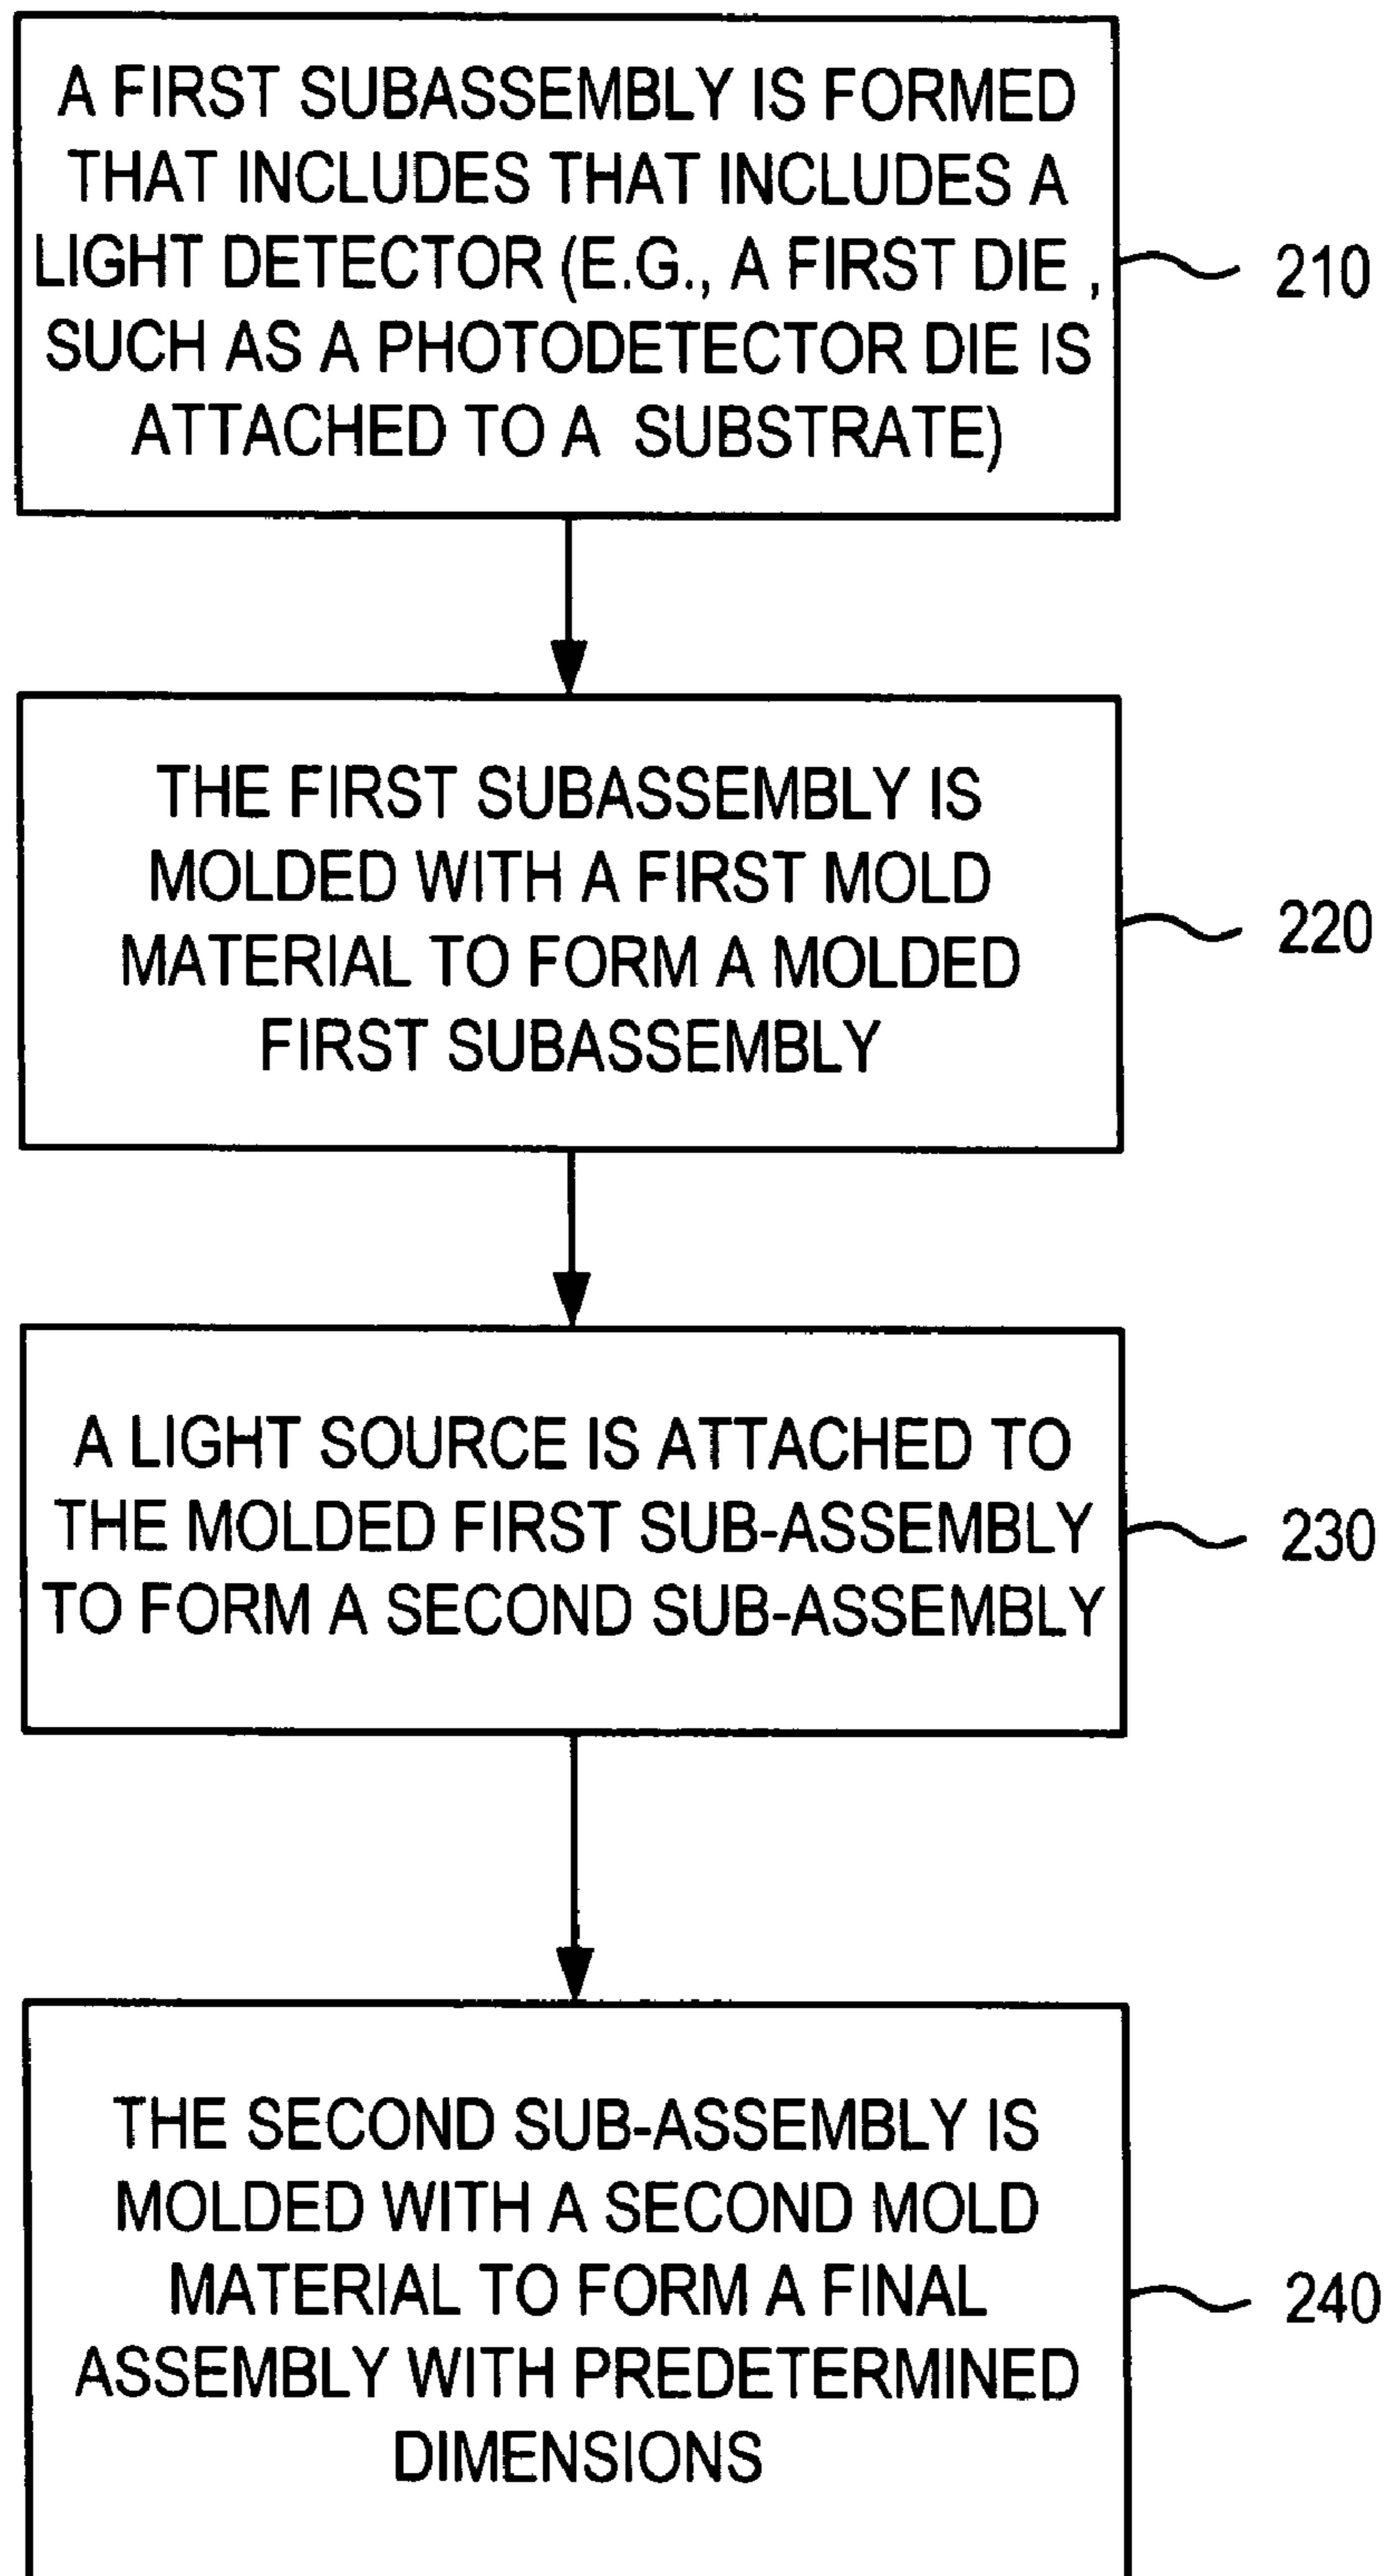 A FIRST SUBASSEMBLY IS FORMED
THAT INCLUDES THAT INCLUDES A
LIGHT DETECTOR (E.G., A FIRST DIE ,
SUCH AS A PHOTODETECTOR DIE IS
ATTACHED TO A SUBSTRATE)
210
THE FIRST SUBASSEMBLY IS
MOLDED WITH A FIRST MOLD
MATERIAL TO FORM A MOLDED
FIRST SUBASSEMBLY
220
A LIGHT SOURCE IS ATTACHED TO
THE MOLDED FIRST SUB-ASSEMBLY
TO FORM A SECOND SUB-ASSEMBLY
230
THE SECOND SUB-ASSEMBLY IS
MOLDED WITH A SECOND MOLD
MATERIAL TO FORM A FINAL
ASSEMBLY WITH PREDETERMINED
DIMENSIONS
240